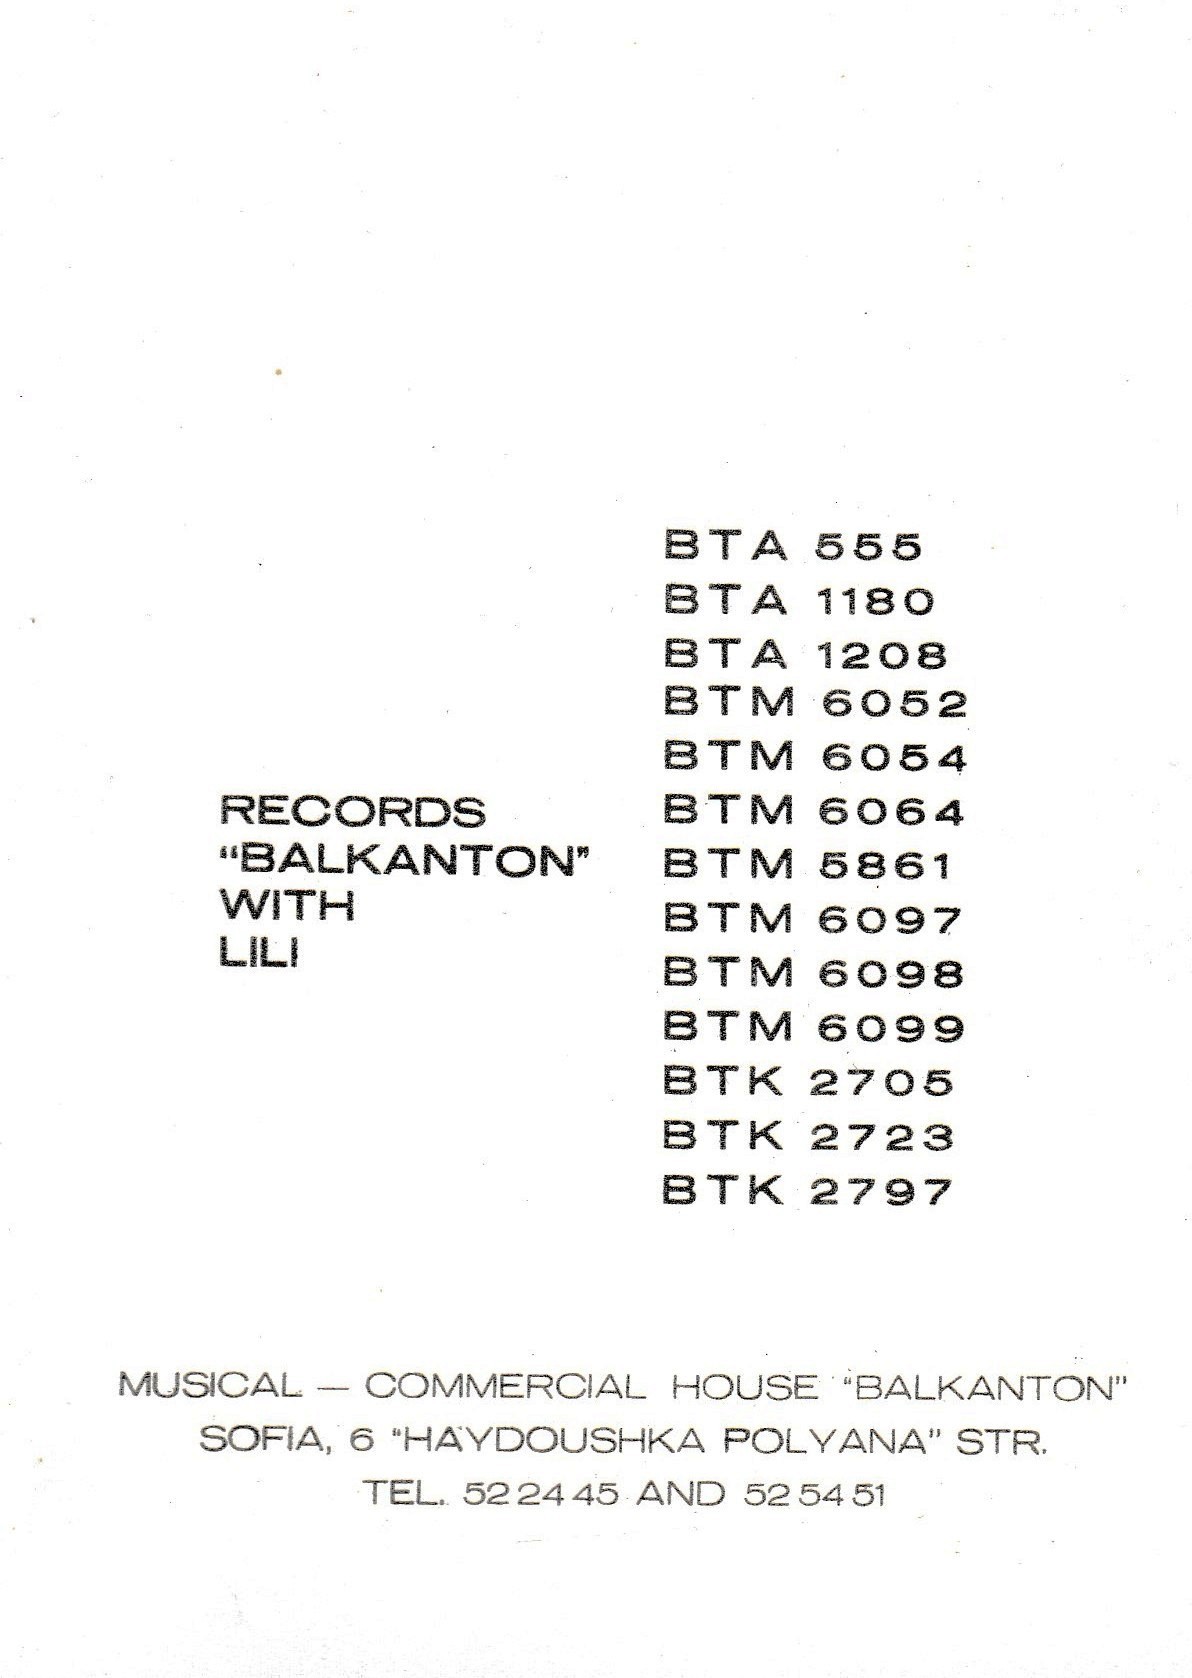 RECORDS
“BALKANTON”
WITH
LILI
BTA 555
BTA 1180
BTA 1208
BTM 6052
BTM 6054
BTM 6064
BTM 5861
BTM 6097
BTM 6098
BTM 6099
BTK 2705
BTK 2723
BTK 2797
MUSICAL — COMMERCIAL HOUSE “BALKANTON”
SOFIA, 6 “HAYDOUSHKA POLYANA” STR.
TEL. 52 24 45 AND 52 54 51